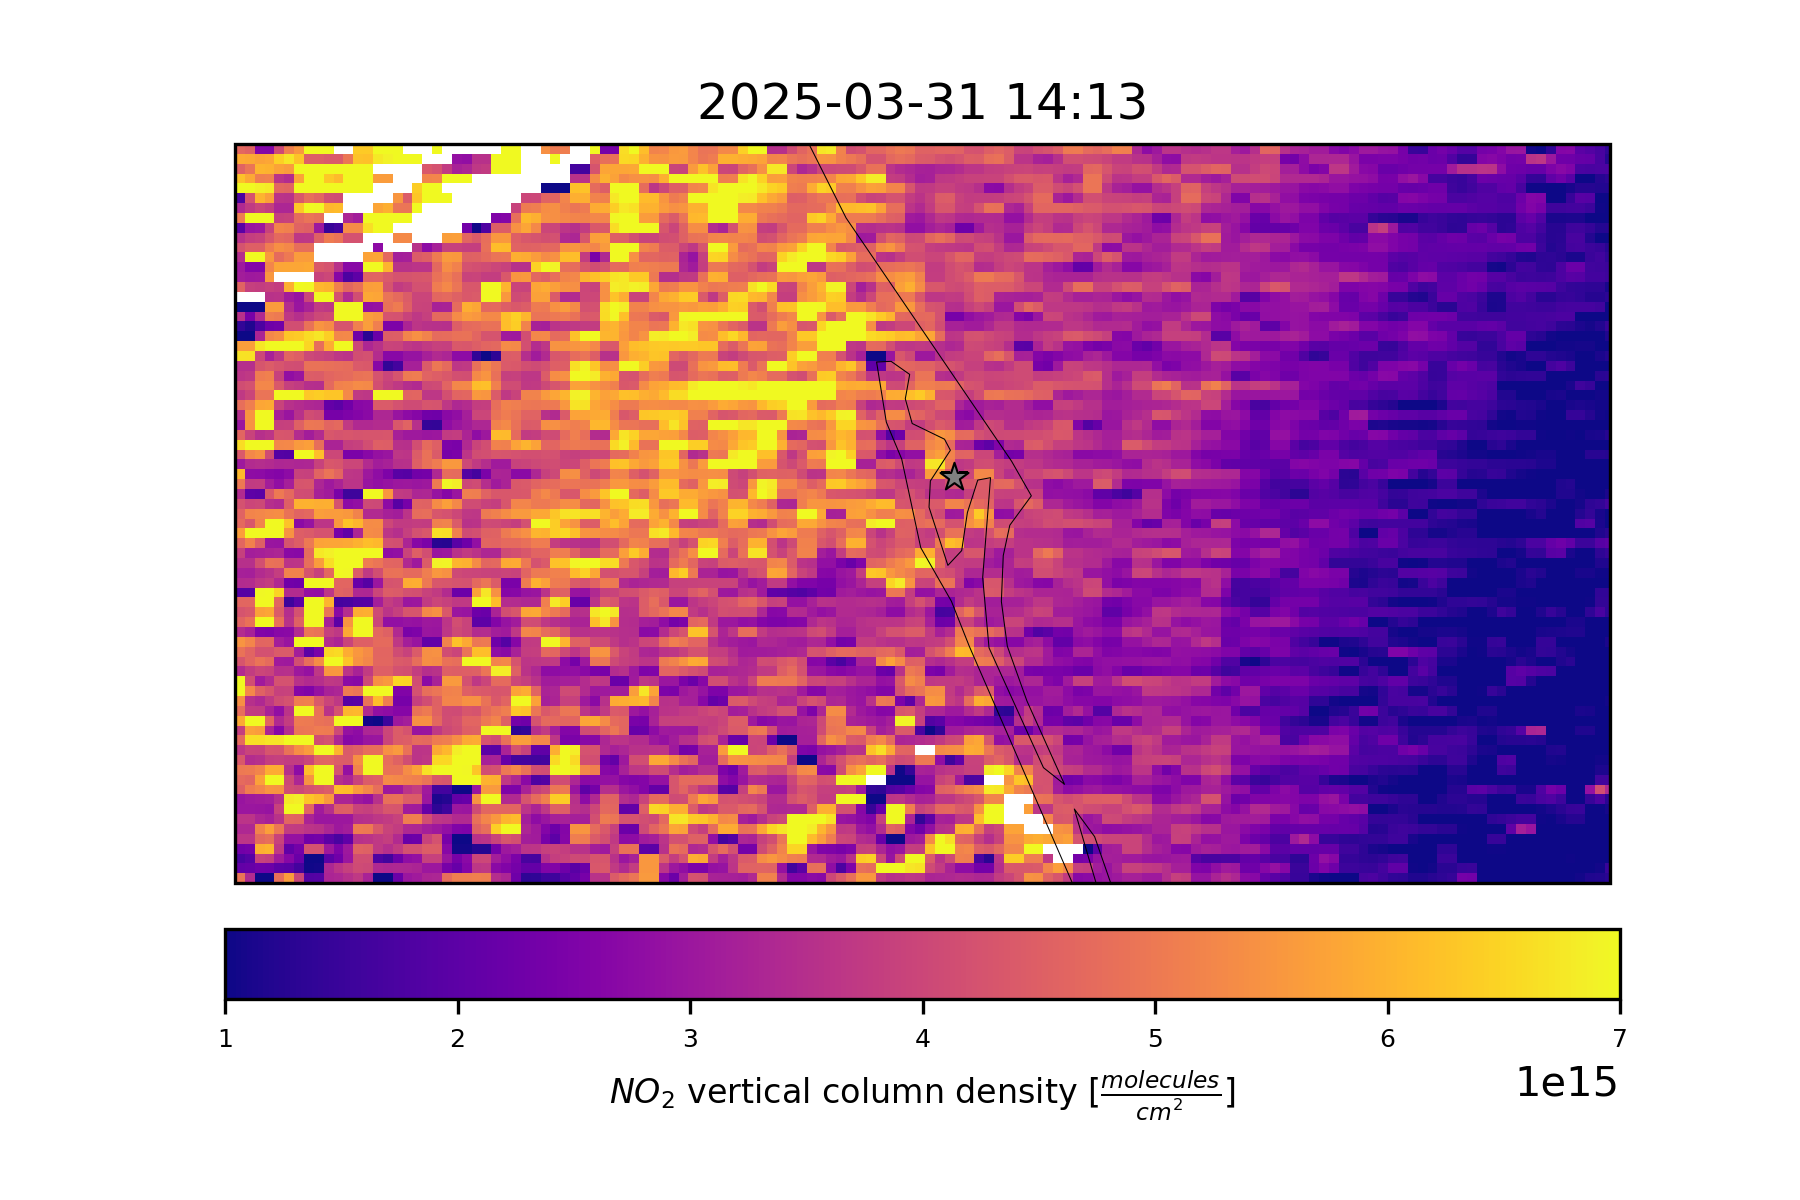 2025-03-31 14:13
1 2 3 4 5 6 7
1e15
NO₂ vertical column density [molecules/cm²]